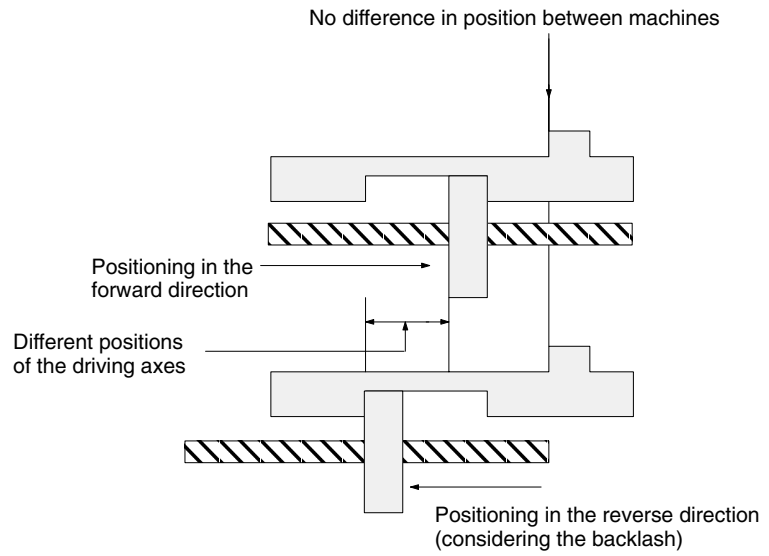 No difference in position between machines
Positioning in the
forward direction
Different positions
of the driving axes
Positioning in the reverse direction
(considering the backlash)